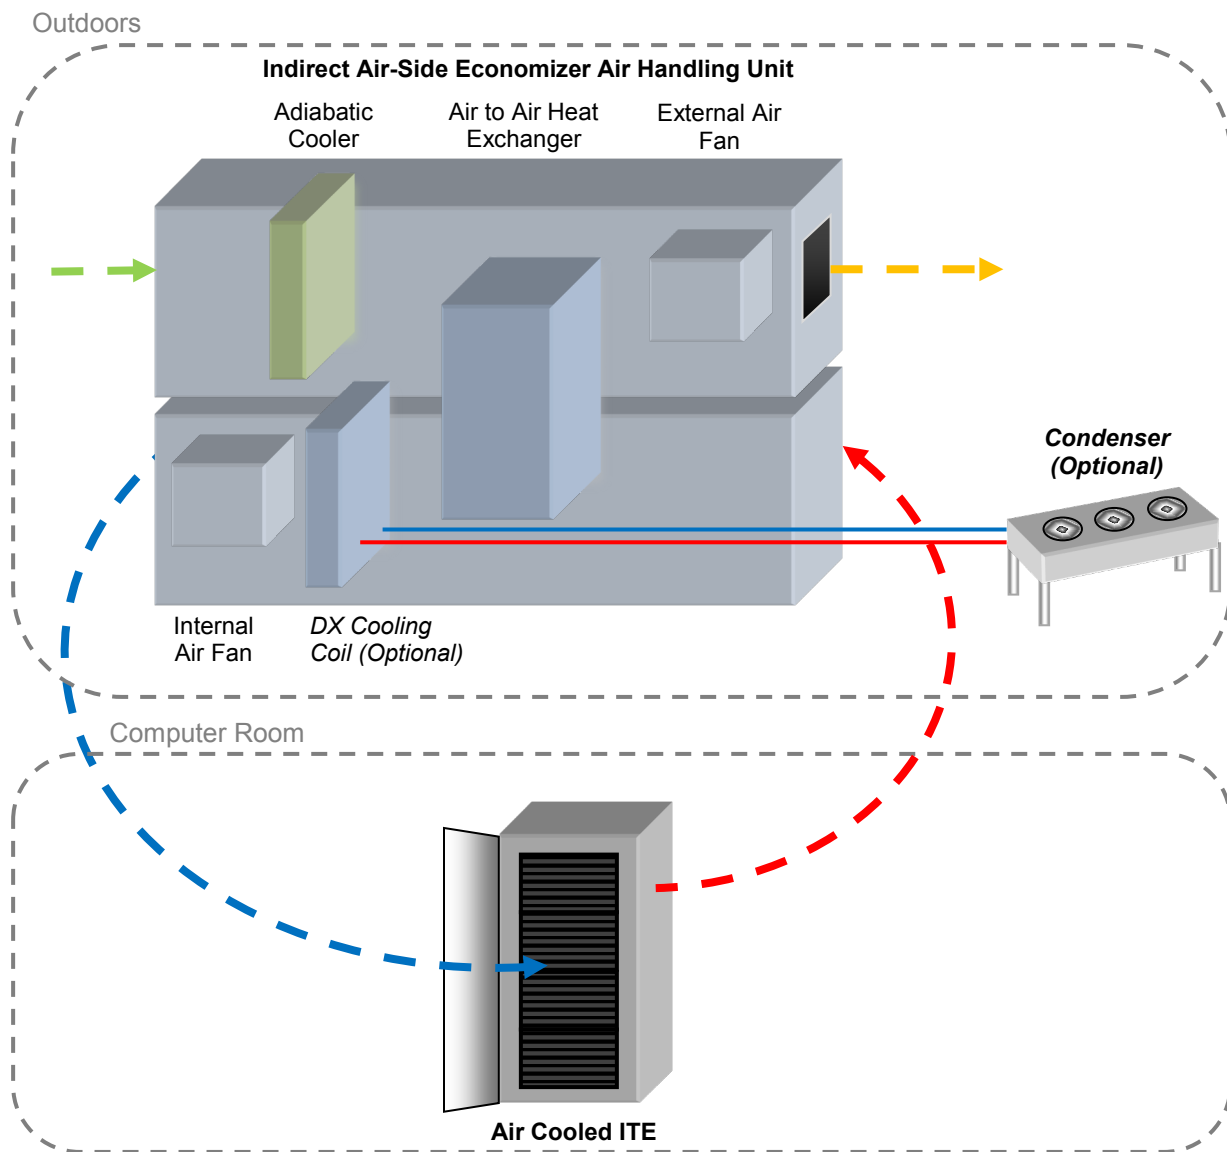 Outdoors
Indirect Air-Side Economizer Air Handling Unit
Adiabatic
Cooler
Air to Air Heat
Exchanger
External Air
Fan
Condenser
(Optional)
Internal
Air Fan
DX Cooling
Coil (Optional)
Computer Room
Air Cooled ITE